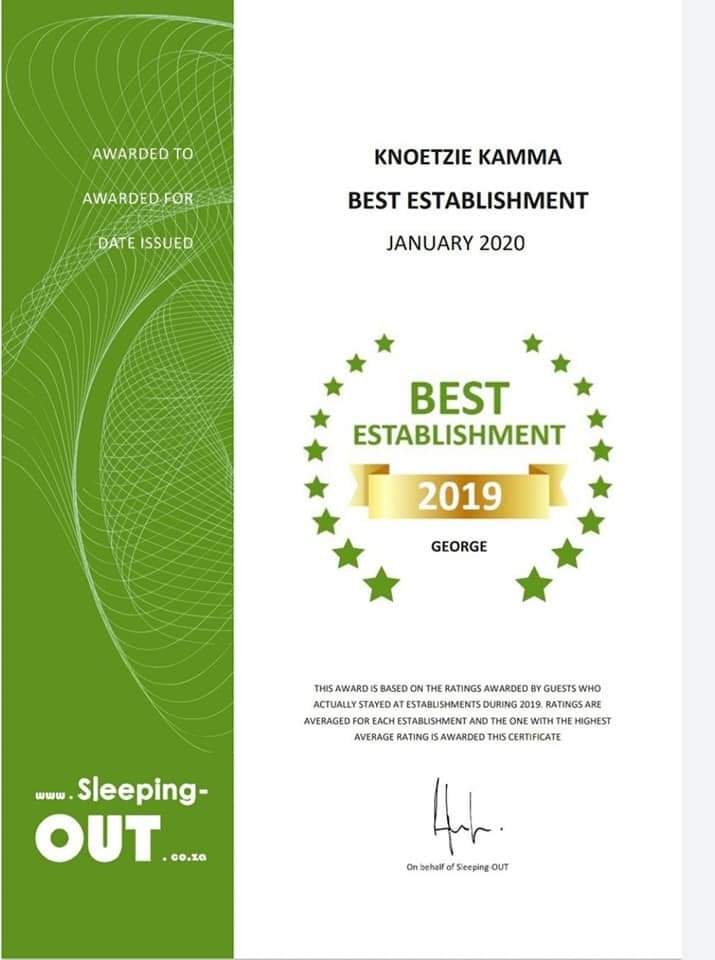 AWARDED TO
KNOETZIE KAMMA
AWARDED FOR
BEST ESTABLISHMENT
DATE ISSUED
JANUARY 2020
BEST
ESTABLISHMENT
2019
GEORGE
THIS AWARD IS BASED ON THE RATINGS AWARDED BY GUESTS WHO
ACTUALLY STAYED AT ESTABLISHMENTS DURING 2019. RATINGS ARE
AVERAGED FOR EACH ESTABLISHMENT AND THE ONE WITH THE HIGHEST
AVERAGE RATING IS AWARDED THIS CERTIFICATE
www.Sleeping-
OUT.co.za
On behalf of Sleeping-OUT